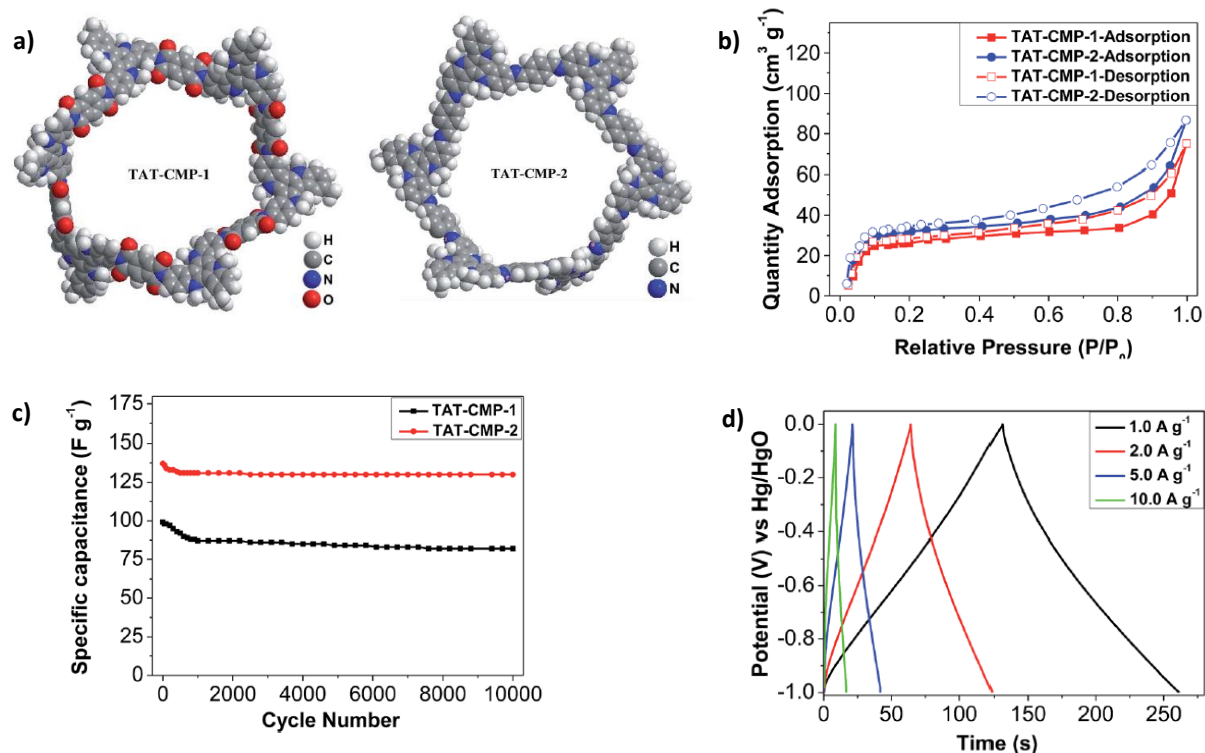 a)
TAT-CMP-1
H
C
N
O
TAT-CMP-2
H
C
N
b)
Quantity Adsorption (cm³ g⁻¹)
120
100
80
60
40
20
0
TAT-CMP-1-Adsorption
TAT-CMP-2-Adsorption
TAT-CMP-1-Desorption
TAT-CMP-2-Desorption
0.0 0.2 0.4 0.6 0.8 1.0
Relative Pressure (P/P₀)
c)
Specific capacitance (F g⁻¹)
175
150
125
100
75
50
25
0
TAT-CMP-1
TAT-CMP-2
0 2000 4000 6000 8000 10000
Cycle Number
d)
Potential (V) vs Hg/HgO
0.0
-0.2
-0.4
-0.6
-0.8
-1.0
1.0 A g⁻¹
2.0 A g⁻¹
5.0 A g⁻¹
10.0 A g⁻¹
0 50 100 150 200 250
Time (s)